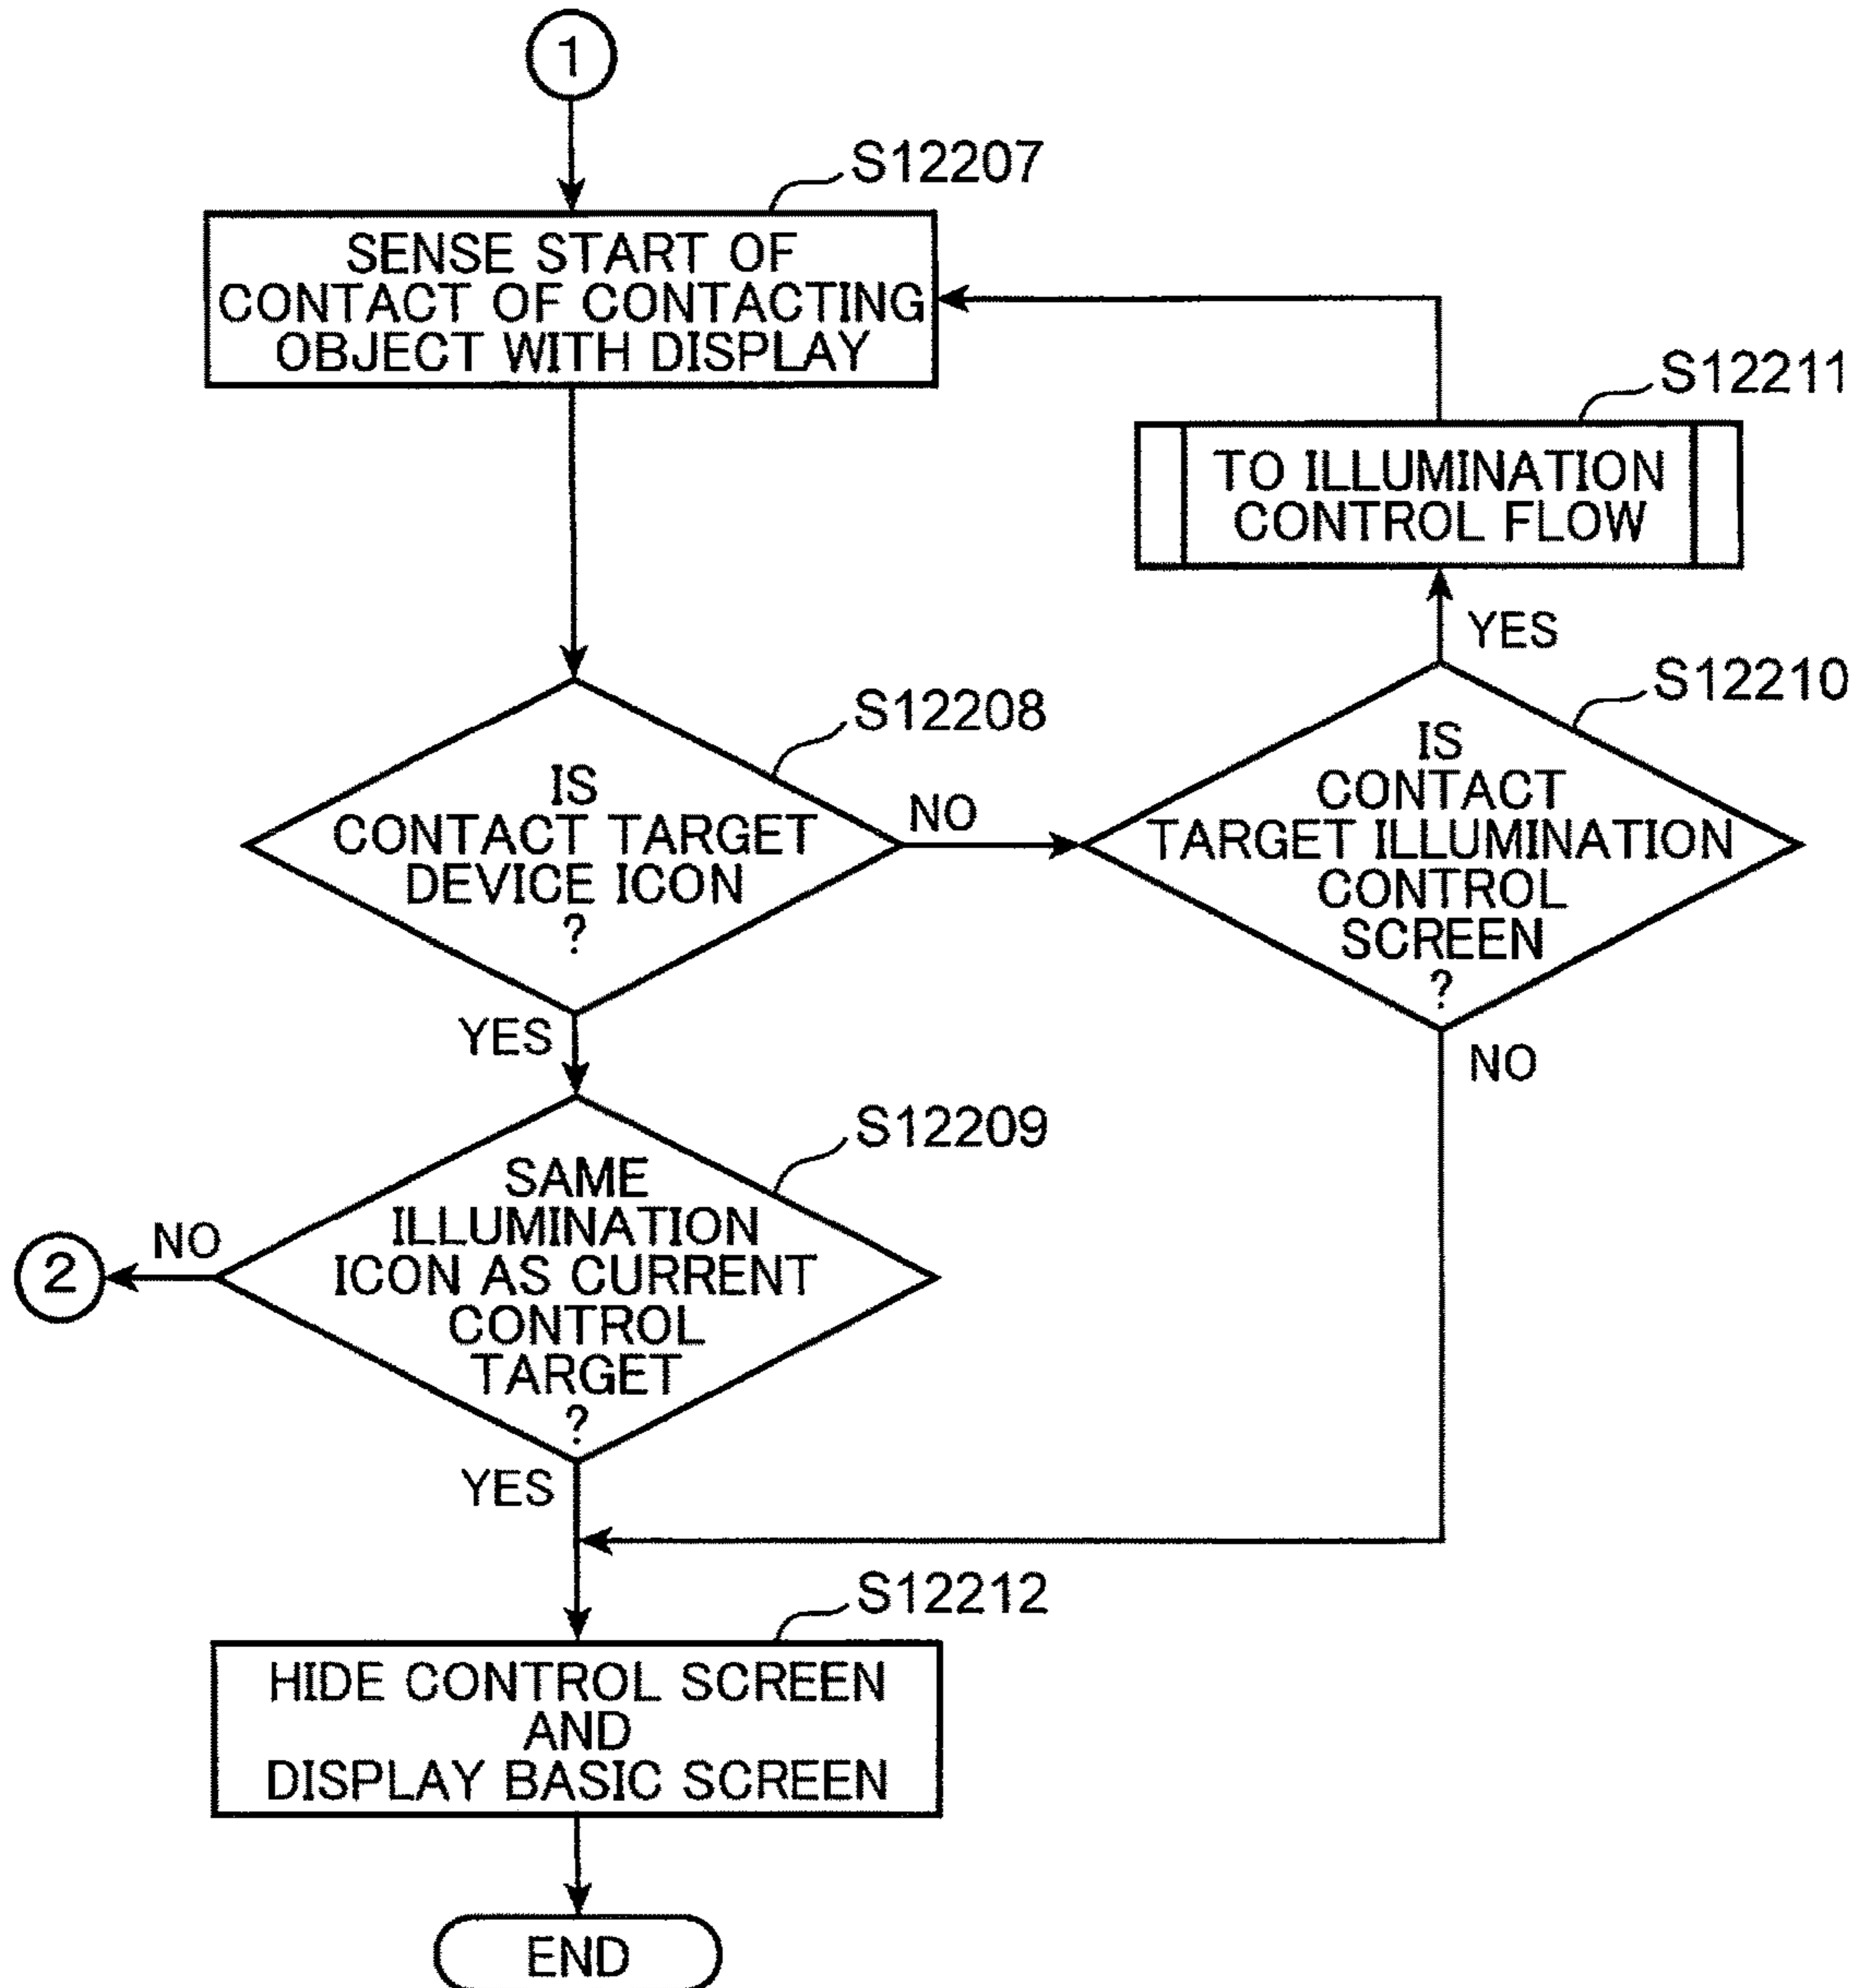 1
S12207
SENSE START OF
CONTACT OF CONTACTING
OBJECT WITH DISPLAY
S12211
TO ILLUMINATION
CONTROL FLOW
YES
S12210
IS
CONTACT
TARGET ILLUMINATION
CONTROL
SCREEN
?
NO
S12208
IS
CONTACT TARGET
DEVICE ICON
?
NO
YES
S12209
SAME
ILLUMINATION
ICON AS CURRENT
CONTROL
TARGET
?
NO
2
YES
S12212
HIDE CONTROL SCREEN
AND
DISPLAY BASIC SCREEN
END